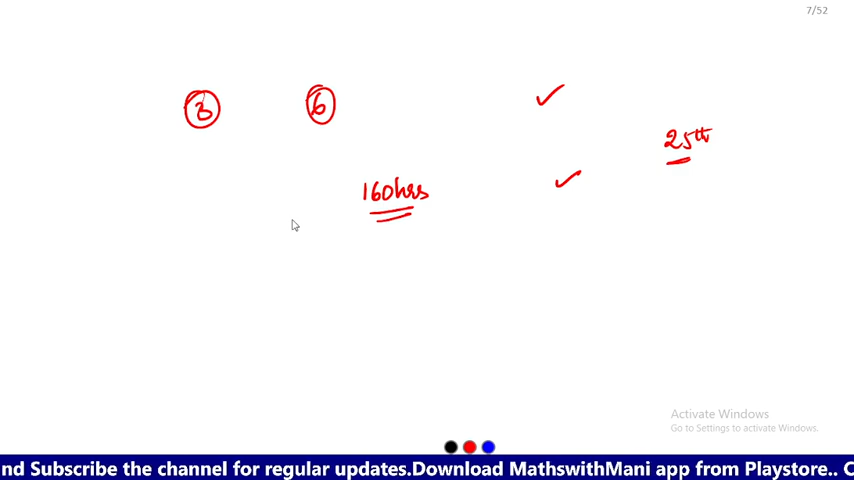 7/52
3 6
25th
160hrs
Activate Windows
Go to Settings to activate Windows.
nd Subscribe the channel for regular updates.Download MathswithMani app from Playstore.. C